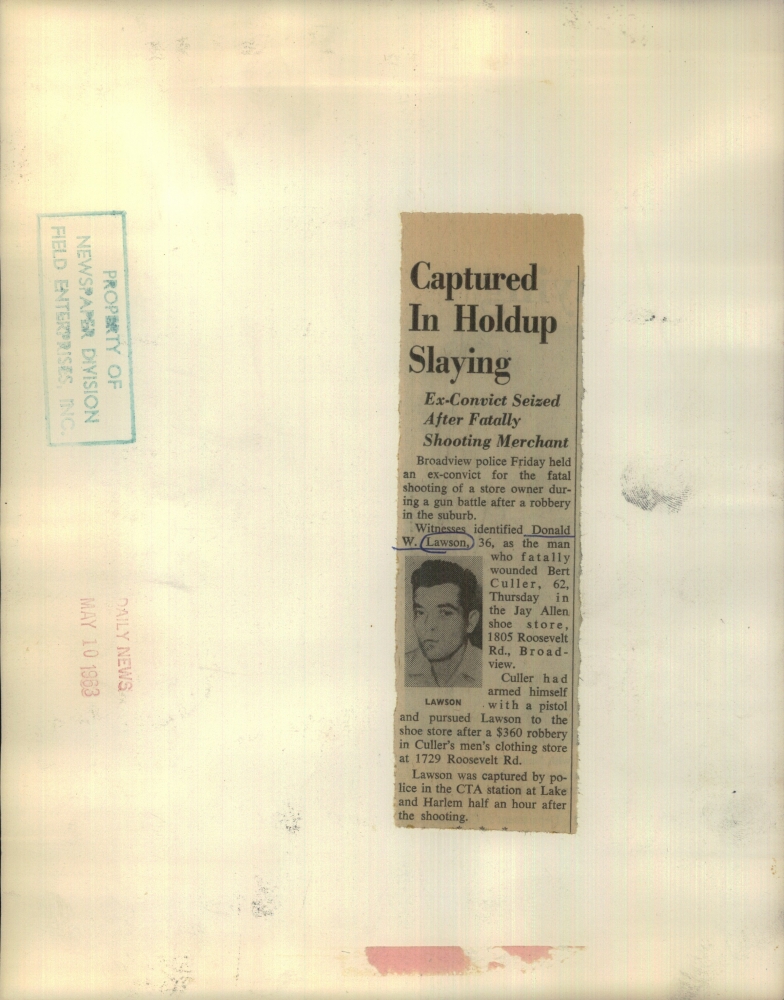 PROPERTY OF
NEWSPAPER DIVISION
FIELD ENTERPRISES, INC.
DAILY NEWS
MAY 10 1963
Captured
In Holdup
Slaying
Ex-Convict Seized
After Fatally
Shooting Merchant
Broadview police Friday held
an ex-convict for the fatal
shooting of a store owner dur-
ing a gun battle after a robbery
in the suburb.
Witnesses identified Donald
W. Lawson, 36, as the man
who fatally
wounded Bert
Culler, 62,
Thursday in
the Jay Allen
shoe store,
1805 Roosevelt
Rd., Broad-
view.
Culler had
armed himself
with a pistol
LAWSON
and pursued Lawson to the
shoe store after a $360 robbery
in Culler's men's clothing store
at 1729 Roosevelt Rd.
Lawson was captured by po-
lice in the CTA station at Lake
and Harlem half an hour after
the shooting.